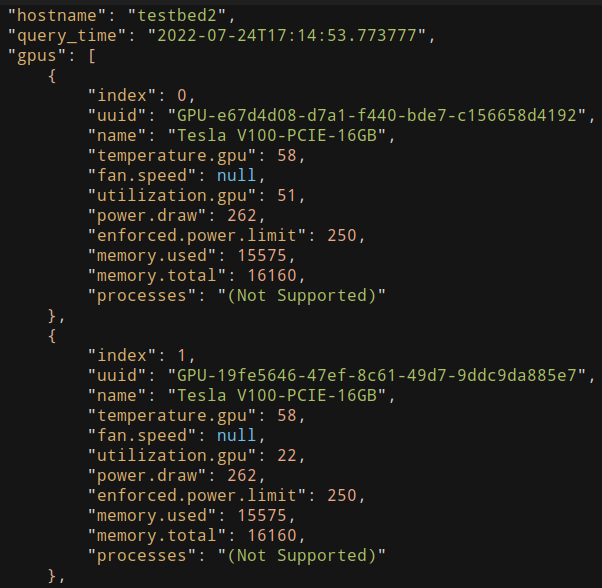 "hostname": "testbed2",
"query_time": "2022-07-24T17:14:53.773777",
"gpus": [
{
"index": 0,
"uuid": "GPU-e67d4d08-d7a1-f440-bde7-c156658d4192",
"name": "Tesla V100-PCIE-16GB",
"temperature.gpu": 58,
"fan.speed": null,
"utilization.gpu": 51,
"power.draw": 262,
"enforced.power.limit": 250,
"memory.used": 15575,
"memory.total": 16160,
"processes": "(Not Supported)"
},
{
"index": 1,
"uuid": "GPU-19fe5646-47ef-8c61-49d7-9ddc9da885e7",
"name": "Tesla V100-PCIE-16GB",
"temperature.gpu": 58,
"fan.speed": null,
"utilization.gpu": 22,
"power.draw": 262,
"enforced.power.limit": 250,
"memory.used": 15575,
"memory.total": 16160,
"processes": "(Not Supported)"
},